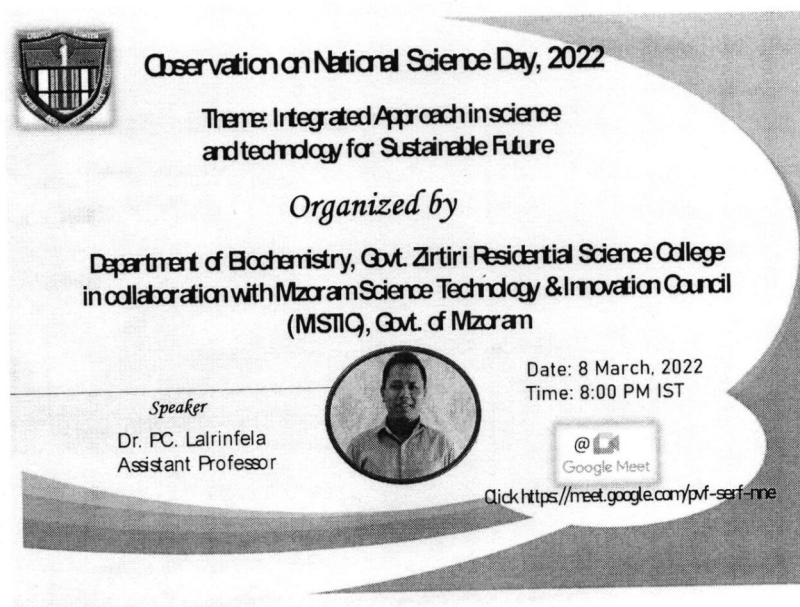 Observation on National Science Day, 2022
Theme: Integrated Approach in science
and technology for Sustainable Future
Organized by
Department of Biochemistry, Govt. Zirtiri Residential Science College
in collaboration with Mizoram Science Technology & Innovation Council
(MISTIC), Govt. of Mizoram
Speaker
Dr. PC. Lalrinfela
Assistant Professor
Date: 8 March, 2022
Time: 8:00 PM IST
@
Google Meet
Click https://meet.google.com/pvf-serf-nne